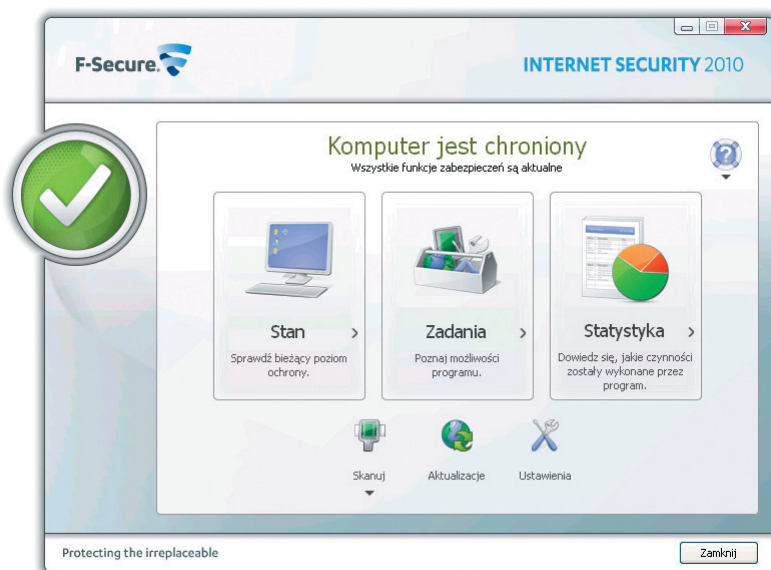 F-Secure.
INTERNET SECURITY 2010
Komputer jest chroniony
Wszystkie funkcje zabezpieczeń są aktualne
Stan
Sprawdź bieżący poziom
ochrony.
Zadania
Poznaj możliwości
programu.
Statystyka
Dowiedz się, jakie czynności
zostały wykonane przez
program.
Skanuj
Aktualizacje
Ustawienia
Protecting the irreplaceable
Zamknij